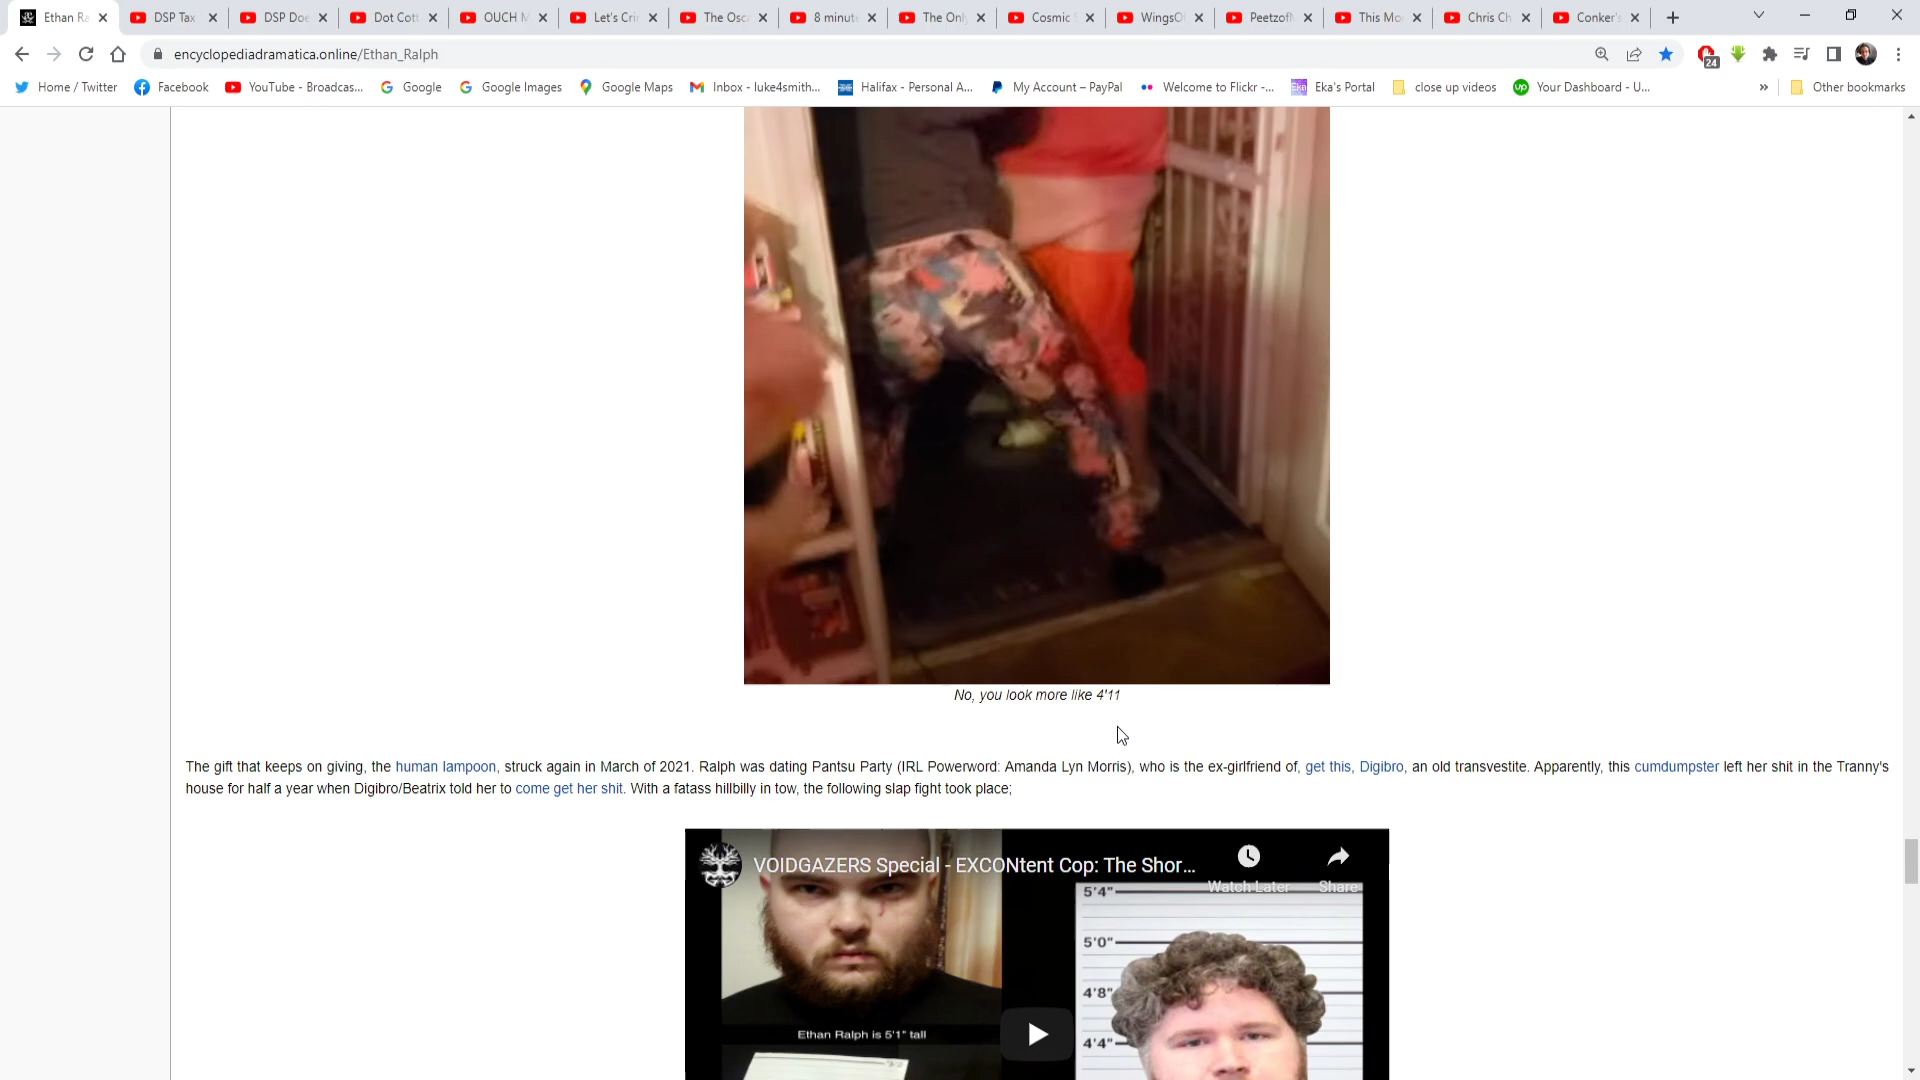 Ethan Ra
DSP Tax
DSP Doe
Dot Cott
OUCH M
Let's Crin
The Osca
8 minute
The Onl
Cosmic
WingsOf
PeetzofM
This Mo
Chris Ch
Conker's
encyclopediadramatica.online/Ethan_Ralph
24
Home / Twitter
Facebook
YouTube - Broadcas...
Google
Google Images
Google Maps
Inbox - luke4smith...
Halifax - Personal A...
My Account – PayPal
Welcome to Flickr -...
Eka's Portal
close up videos
Your Dashboard - U...
»
Other bookmarks
No, you look more like 4'11
The gift that keeps on giving, the human lampoon, struck again in March of 2021. Ralph was dating Pantsu Party (IRL Powerword: Amanda Lyn Morris), who is the ex-girlfriend of, get this, Digibro, an old transvestite. Apparently, this cumdumpster left her shit in the Tranny's
house for half a year when Digibro/Beatrix told her to come get her shit. With a fatass hillbilly in tow, the following slap fight took place;
VOIDGAZERS Special - EXCONtent Cop: The Shor...
Watch Later
Share
5'4"
5'0"
4'8"
4'4"
Ethan Ralph is 5'1" tall